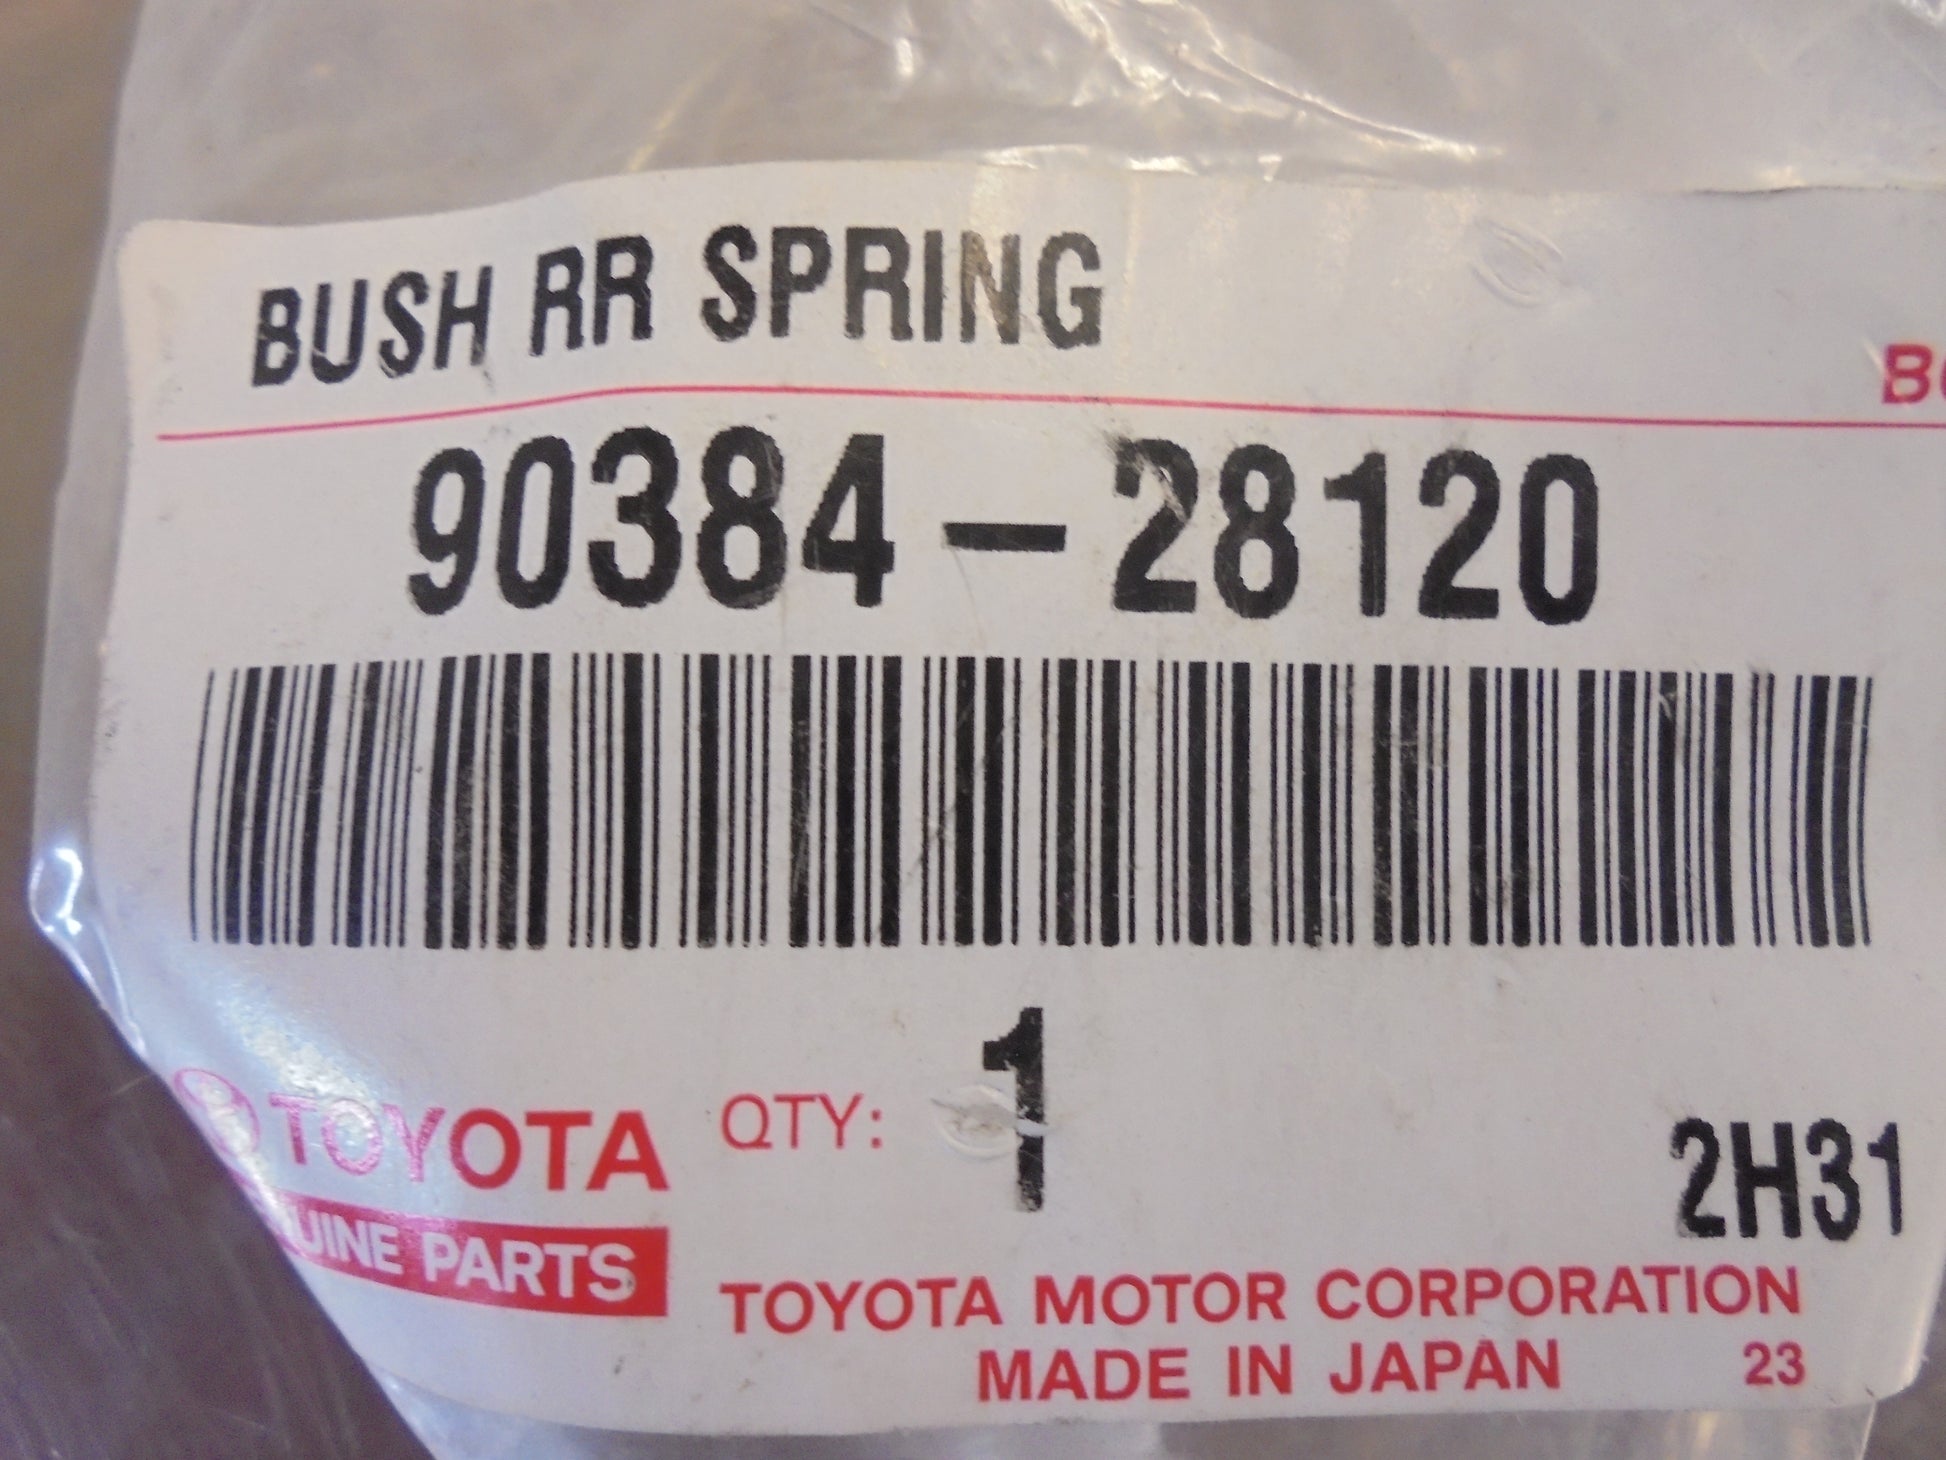 BUSH RR SPRING
90384-28120
QTY: 1
2H31
TOYOTA
PARTS
TOYOTA MOTOR CORPORATION
MADE IN JAPAN 23